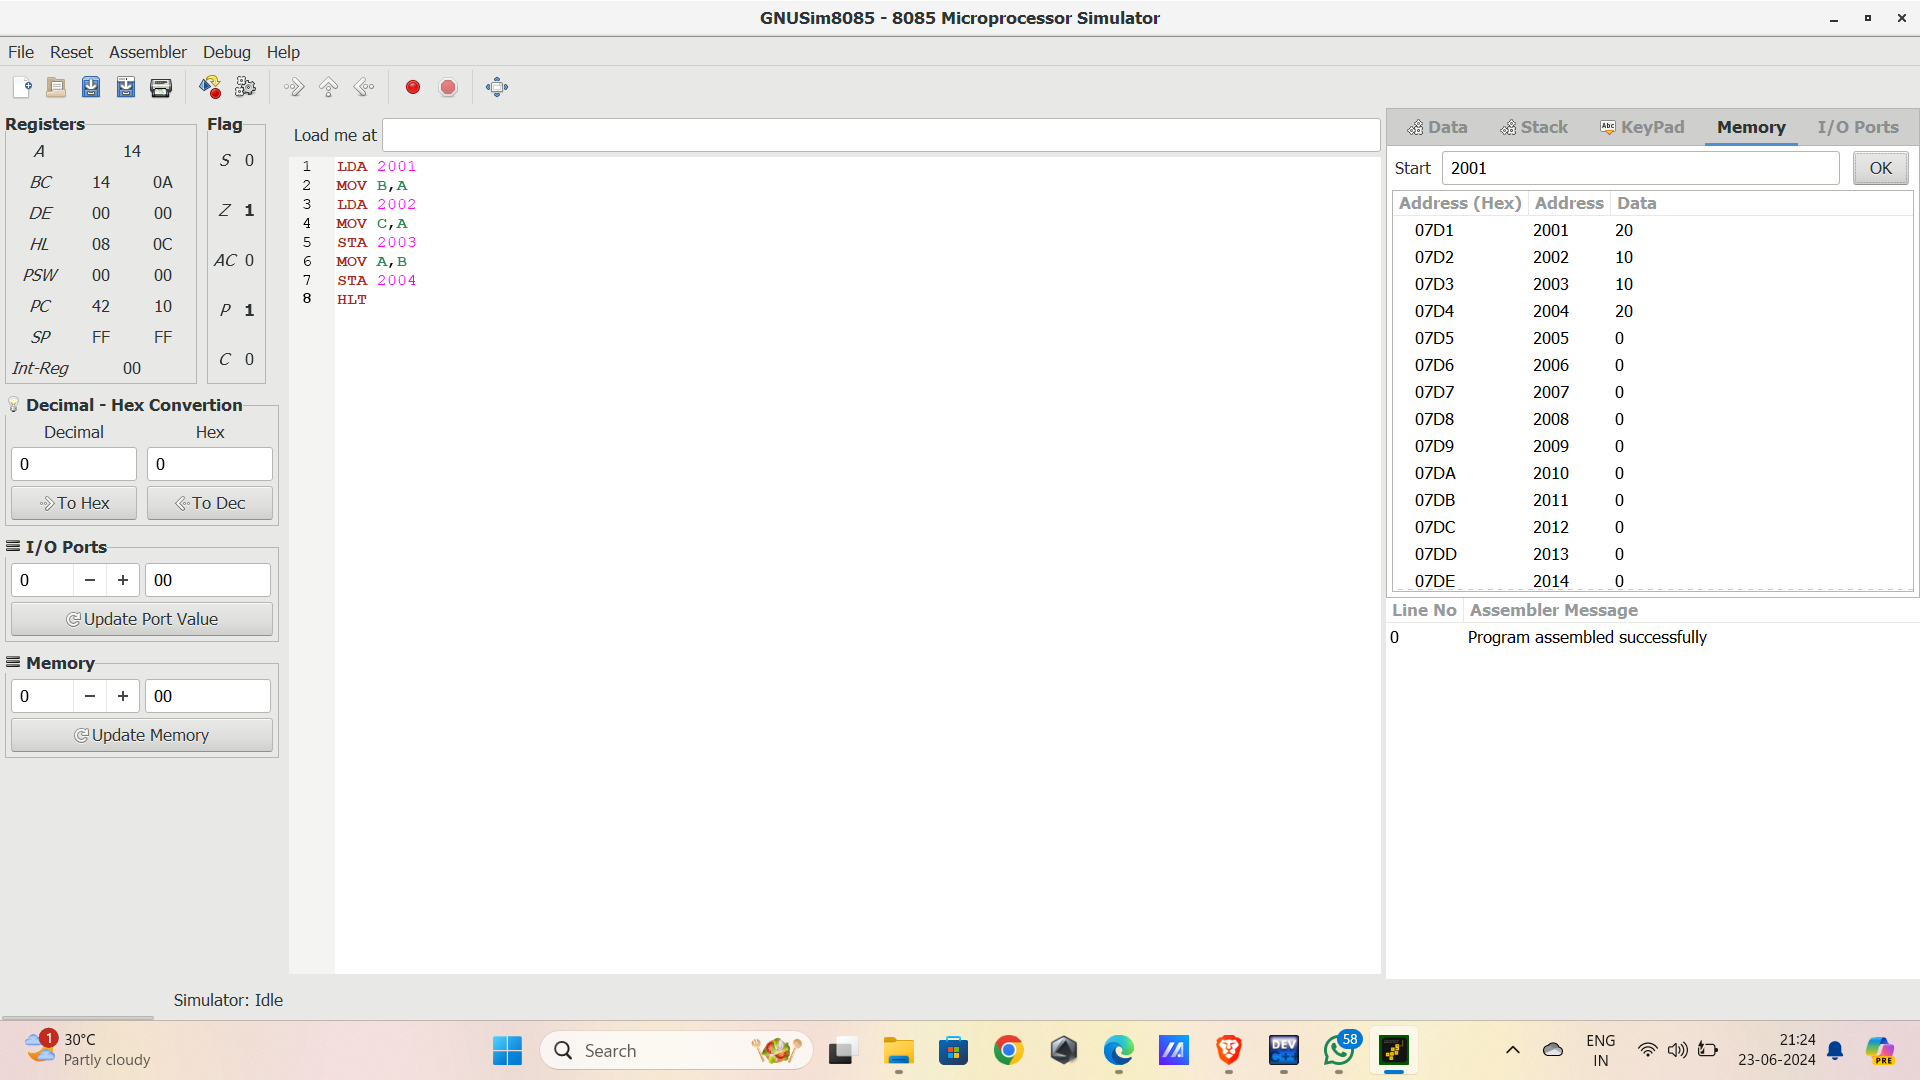 GNUSim8085 - 8085 Microprocessor Simulator
File Reset Assembler Debug Help
Registers
A 14
BC 14 0A
DE 00 00
HL 08 0C
PSW 00 00
PC 42 10
SP FF FF
Int-Reg 00
Flag
S 0
Z 1
AC 0
P 1
C 0
Decimal - Hex Convertion
Decimal Hex
0 0
To Hex To Dec
I/O Ports
0 − + 00
Update Port Value
Memory
0 − + 00
Update Memory
Load me at
1 LDA 2001
2 MOV B,A
3 LDA 2002
4 MOV C,A
5 STA 2003
6 MOV A,B
7 STA 2004
8 HLT
Data Stack Abc KeyPad Memory I/O Ports
Start 2001 OK
Address (Hex) Address Data
07D1 2001 20
07D2 2002 10
07D3 2003 10
07D4 2004 20
07D5 2005 0
07D6 2006 0
07D7 2007 0
07D8 2008 0
07D9 2009 0
07DA 2010 0
07DB 2011 0
07DC 2012 0
07DD 2013 0
07DE 2014 0
Line No Assembler Message
0 Program assembled successfully
Simulator: Idle
1 30°C
Partly cloudy
Search
DEV
C++
58
ENG
IN
21:24
23-06-2024
PRE